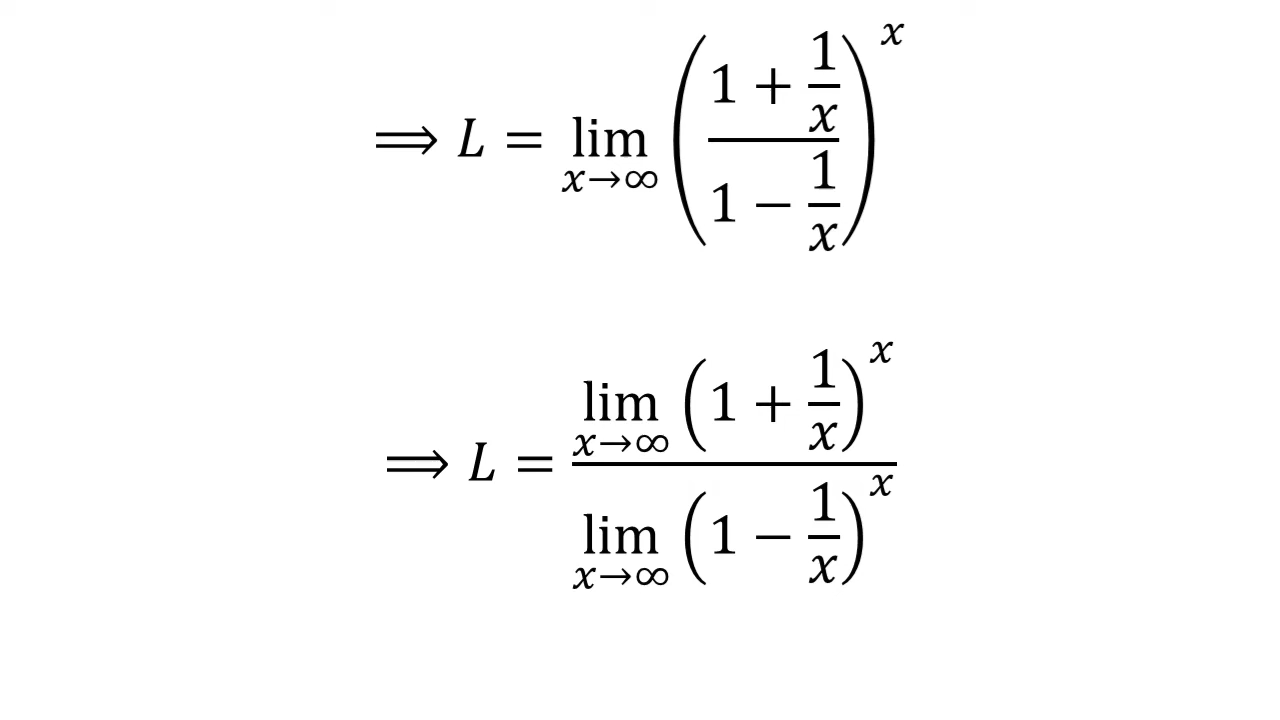 ⟹ L = lim_{x→∞} ((1 + 1/x)/(1 − 1/x))^x
⟹ L = (lim_{x→∞} (1 + 1/x)^x)/(lim_{x→∞} (1 − 1/x)^x)